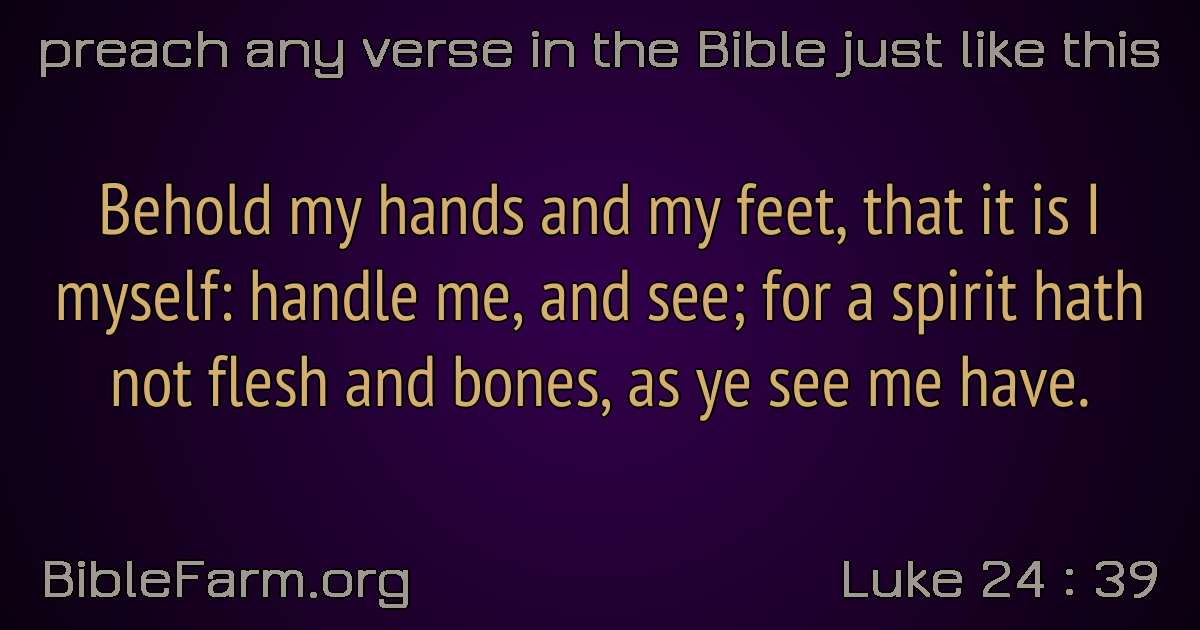 preach any verse in the Bible just like this
Behold my hands and my feet, that it is I
myself: handle me, and see; for a spirit hath
not flesh and bones, as ye see me have.
BibleFarm.org
Luke 24 : 39